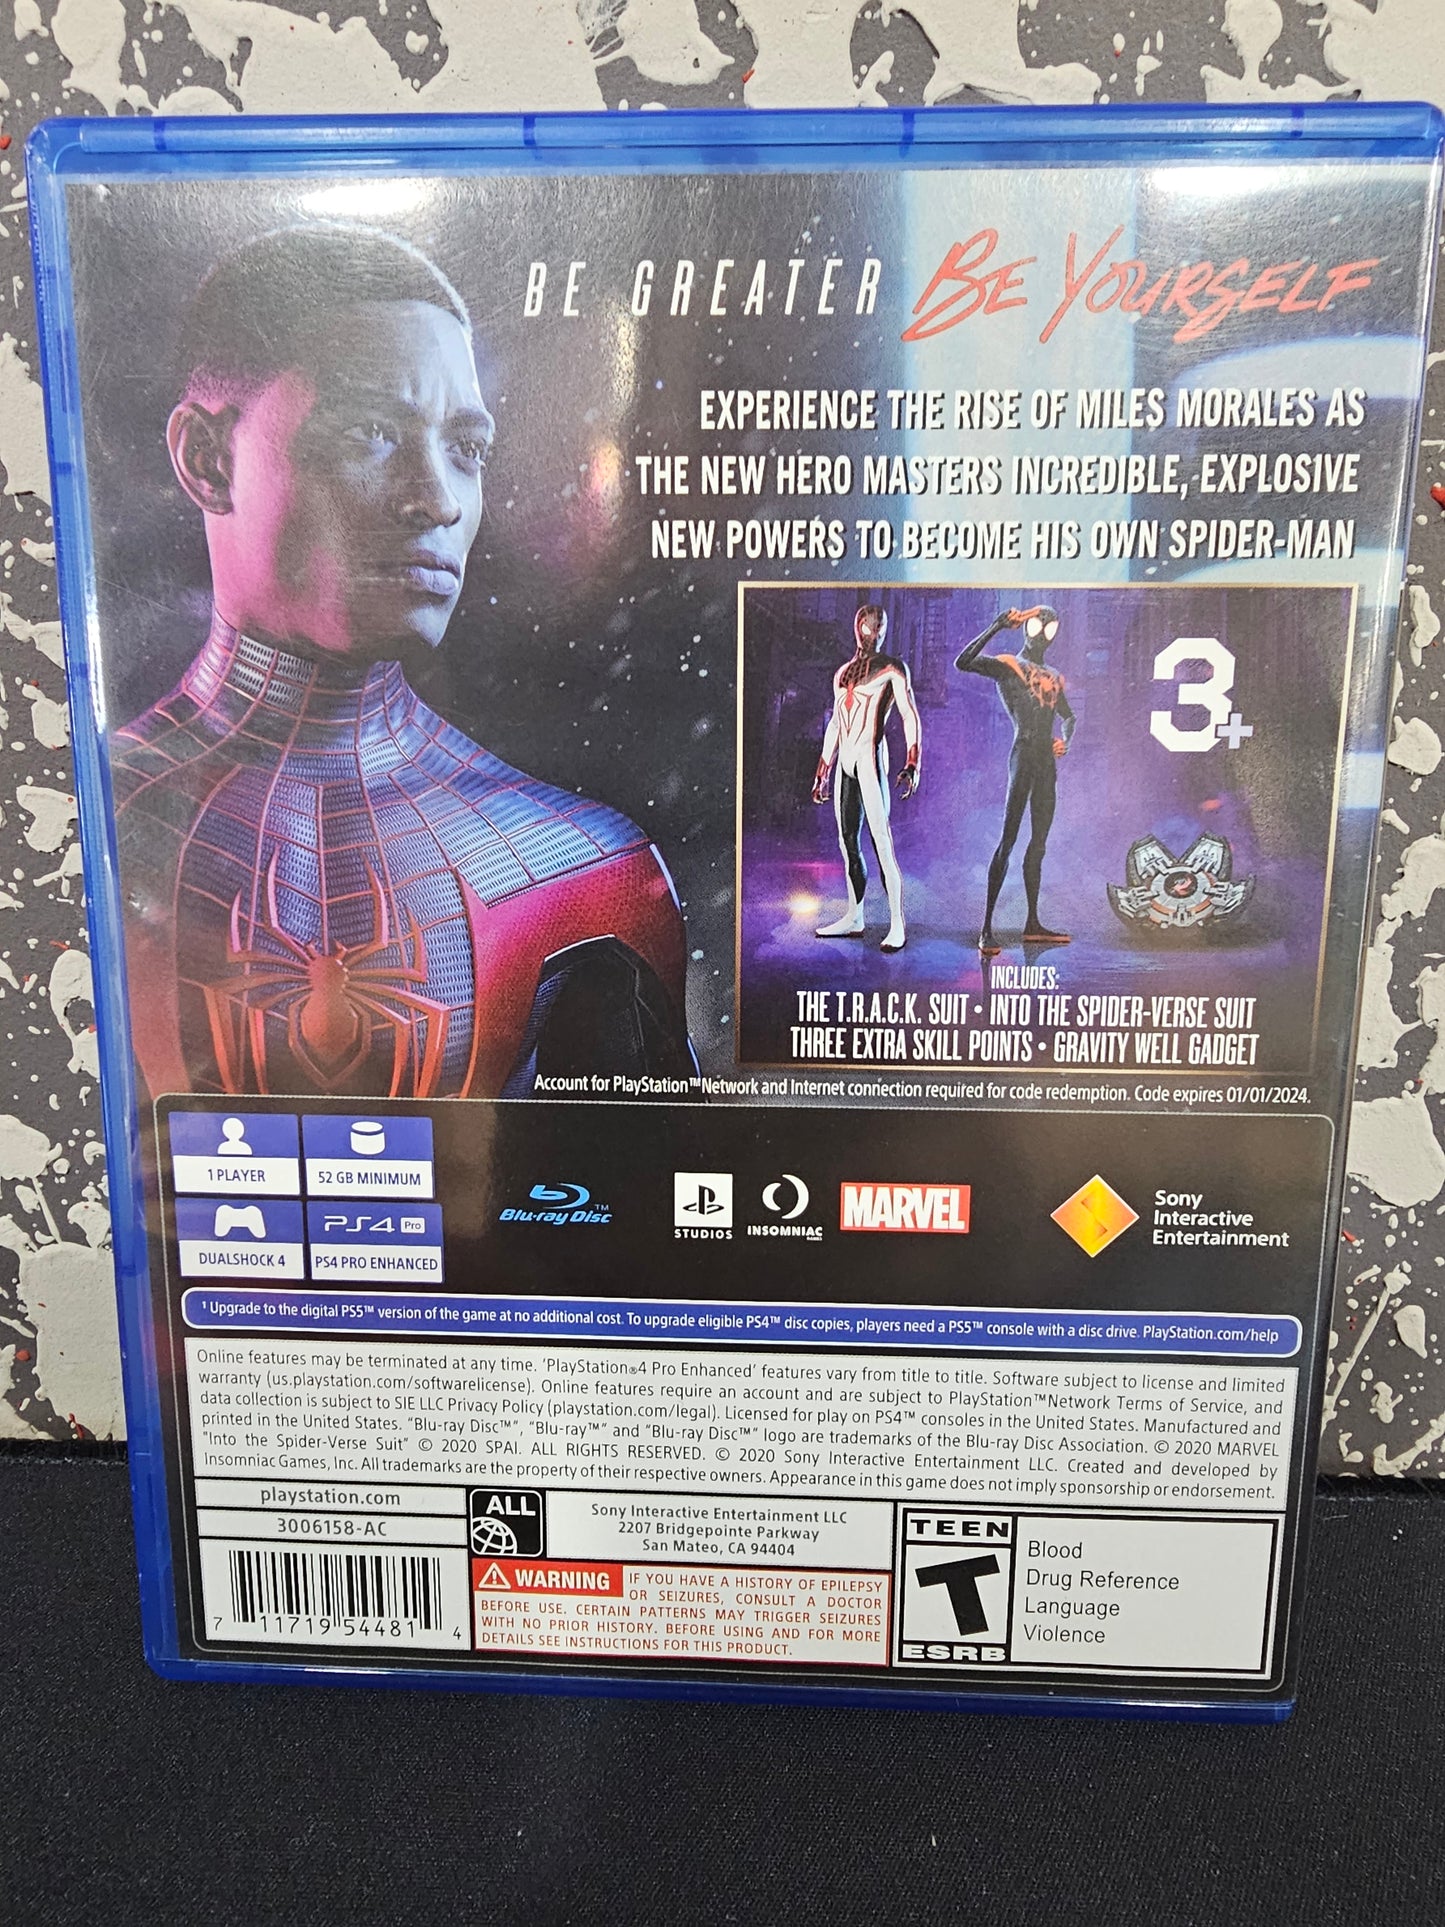 BE GREATER BE YOURSELF
EXPERIENCE THE RISE OF MILES MORALES AS
THE NEW HERO MASTERS INCREDIBLE, EXPLOSIVE
NEW POWERS TO BECOME HIS OWN SPIDER-MAN
3+
INCLUDES:
THE T.R.A.C.K. SUIT • INTO THE SPIDER-VERSE SUIT
THREE EXTRA SKILL POINTS • GRAVITY WELL GADGET
Account for PlayStation™Network and Internet connection required for code redemption. Code expires 01/01/2024.
1 PLAYER
52 GB MINIMUM
DUALSHOCK 4
PS4 Pro
PS4 PRO ENHANCED
Blu-ray Disc™
STUDIOS
INSOMNIAC
GAMES
MARVEL
Sony
Interactive
Entertainment
¹ Upgrade to the digital PS5™ version of the game at no additional cost. To upgrade eligible PS4™ disc copies, players need a PS5™ console with a disc drive. PlayStation.com/help
Online features may be terminated at any time. 'PlayStation®4 Pro Enhanced' features vary from title to title. Software subject to license and limited
warranty (us.playstation.com/softwarelicense). Online features require an account and are subject to PlayStation™Network Terms of Service, and
data collection is subject to SIE LLC Privacy Policy (playstation.com/legal). Licensed for play on PS4™ consoles in the United States. Manufactured and
printed in the United States. "Blu-ray Disc™", "Blu-ray™" and "Blu-ray Disc™" logo are trademarks of the Blu-ray Disc Association. © 2020 MARVEL
"Into the Spider-Verse Suit" © 2020 SPAI. ALL RIGHTS RESERVED. © 2020 Sony Interactive Entertainment LLC. Created and developed by
Insomniac Games, Inc. All trademarks are the property of their respective owners. Appearance in this game does not imply sponsorship or endorsement.
playstation.com
3006158-AC
7 11719 54481 4
ALL
Sony Interactive Entertainment LLC
2207 Bridgepointe Parkway
San Mateo, CA 94404
WARNING IF YOU HAVE A HISTORY OF EPILEPSY
OR SEIZURES, CONSULT A DOCTOR
BEFORE USE. CERTAIN PATTERNS MAY TRIGGER SEIZURES
WITH NO PRIOR HISTORY. BEFORE USING AND FOR MORE
DETAILS SEE INSTRUCTIONS FOR THIS PRODUCT.
TEEN
T
ESRB
Blood
Drug Reference
Language
Violence